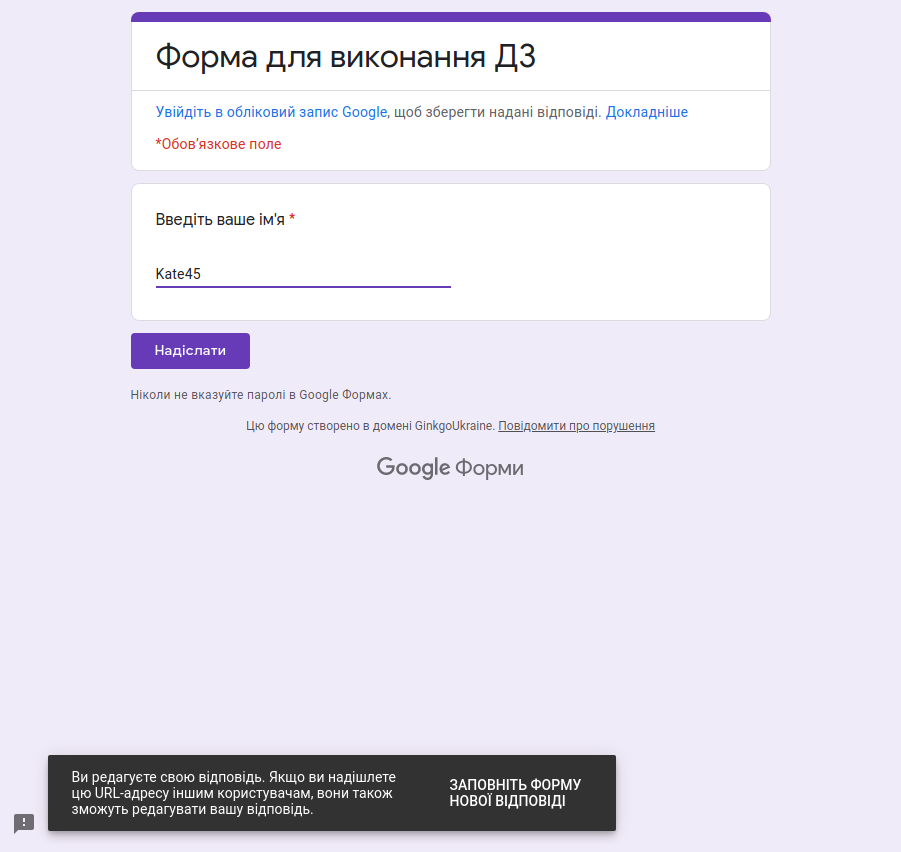 Форма для виконання ДЗ
Увійдіть в обліковий запис Google, щоб зберегти надані відповіді. Докладніше
*Обов’язкове поле
Введіть ваше ім'я *
Kate45
Надіслати
Ніколи не вказуйте паролі в Google Формах.
Цю форму створено в домені GinkgoUkraine. Повідомити про порушення
Google Форми
Ви редагуєте свою відповідь. Якщо ви надішлете
цю URL-адресу іншим користувачам, вони також
зможуть редагувати вашу відповідь.
ЗАПОВНІТЬ ФОРМУ
НОВОЇ ВІДПОВІДІ